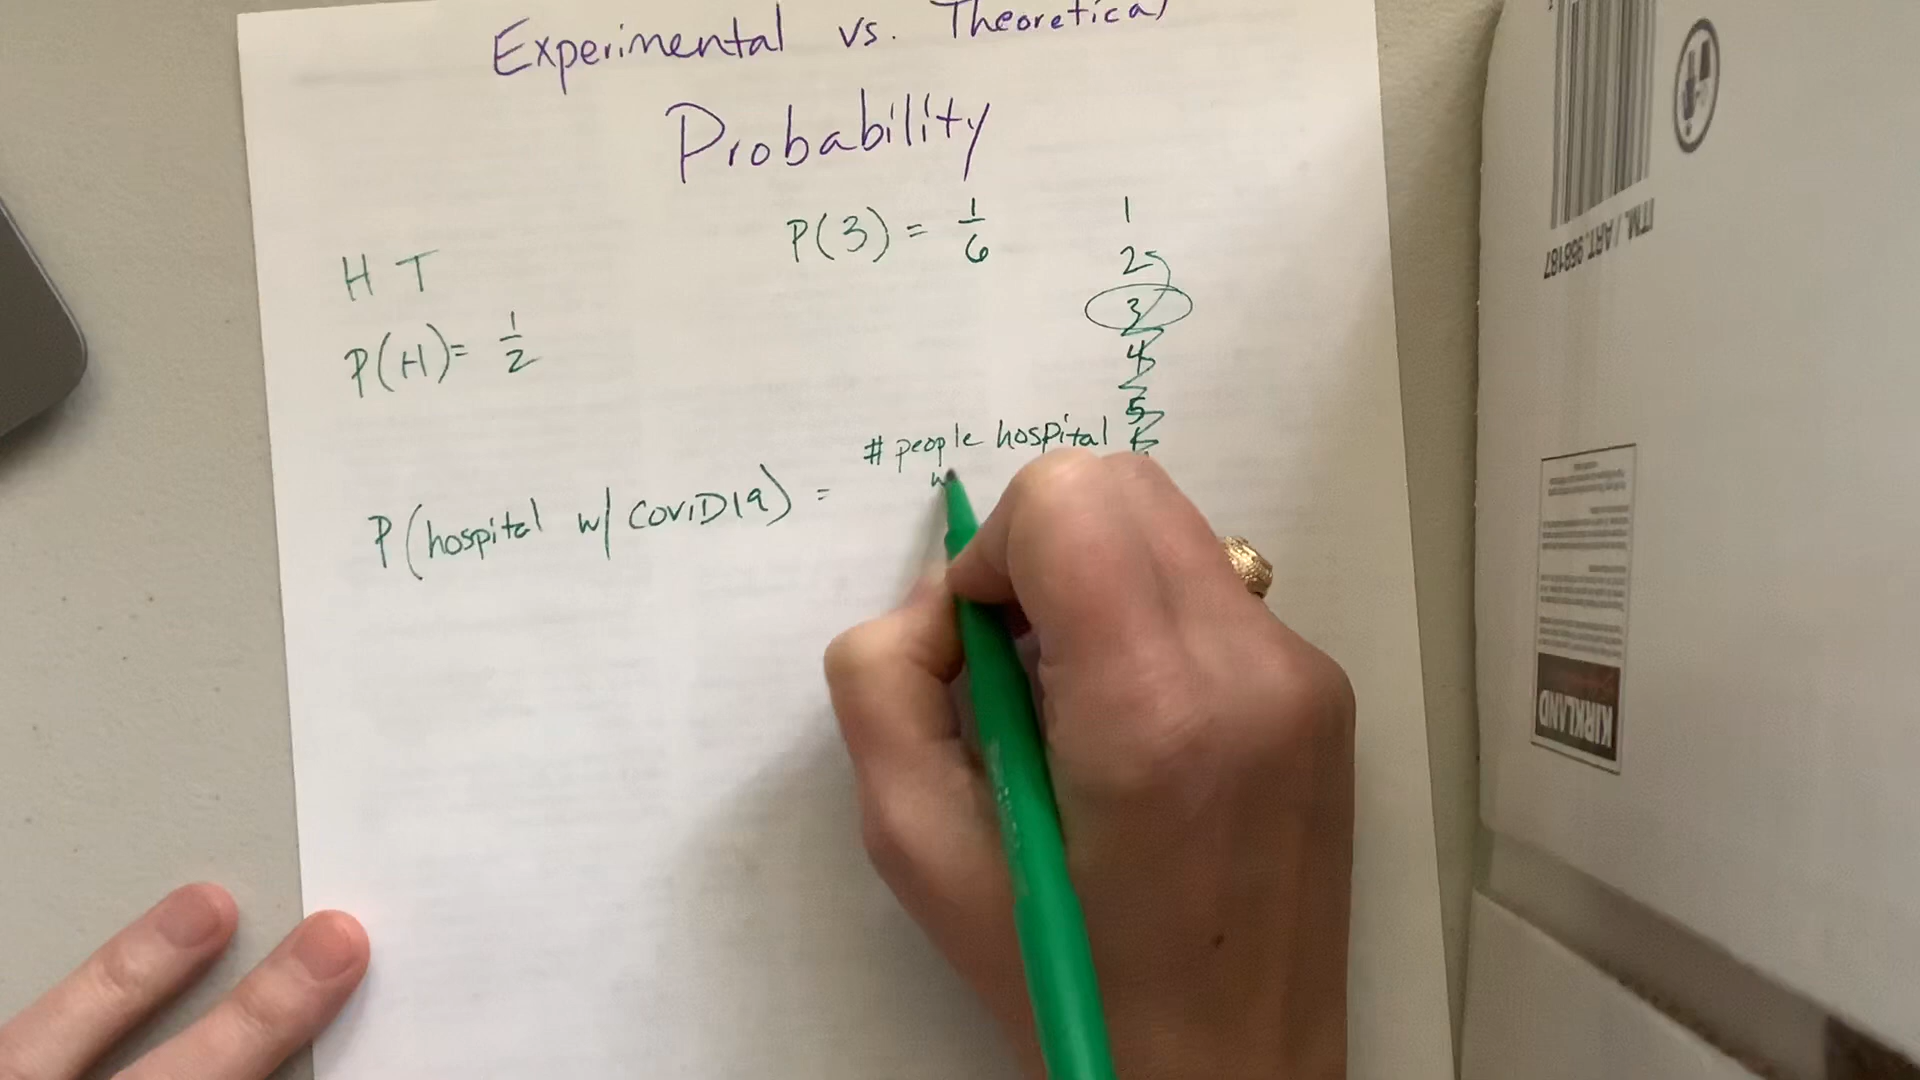 Experimental vs. Theoretical
Probability
P(3) = 1/6
1
2
3
4
5
H T
P(H) = 1/2
# people hospital
w
P(hospital w/ COVID19) =
ITM. / ART. 968187
KIRKLAND